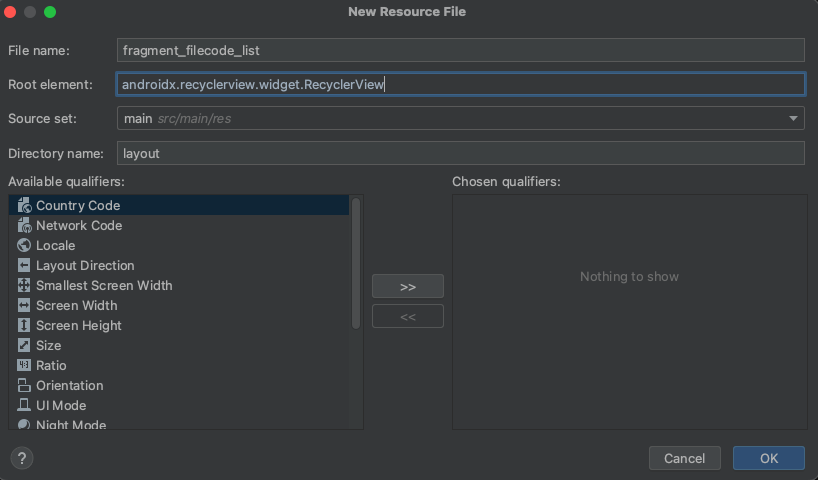 New Resource File
File name: fragment_filecode_list
Root element: androidx.recyclerview.widget.RecyclerView
Source set: main src/main/res
Directory name: layout
Available qualifiers:
Chosen qualifiers:
Country Code
Network Code
Locale
Layout Direction
Smallest Screen Width
Screen Width
Screen Height
Size
Ratio
Orientation
UI Mode
Night Mode
>>
<<
Nothing to show
?
Cancel
OK